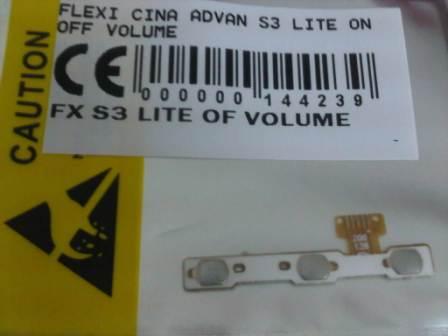 FLEXI CINA ADVAN S3 LITE ON
OFF VOLUME
CE
000000 144239
FX S3 LITE OF VOLUME
CAUTION